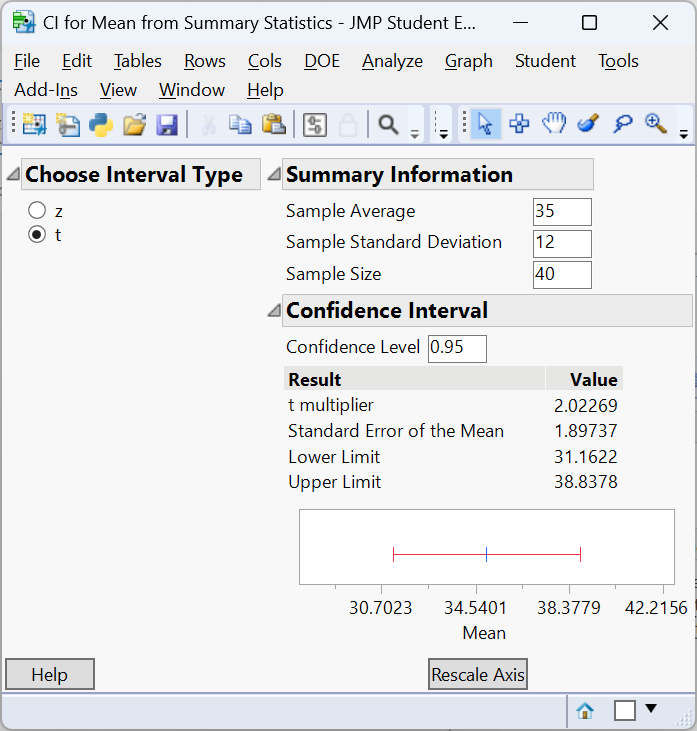 CI for Mean from Summary Statistics - JMP Student E...
File Edit Tables Rows Cols DOE Analyze Graph Student Tools
Add-Ins View Window Help
Choose Interval Type
z
t
Summary Information
Sample Average 35
Sample Standard Deviation 12
Sample Size 40
Confidence Interval
Confidence Level 0.95
Result Value
t multiplier 2.02269
Standard Error of the Mean 1.89737
Lower Limit 31.1622
Upper Limit 38.8378
30.7023 34.5401 38.3779 42.2156
Mean
Help Rescale Axis